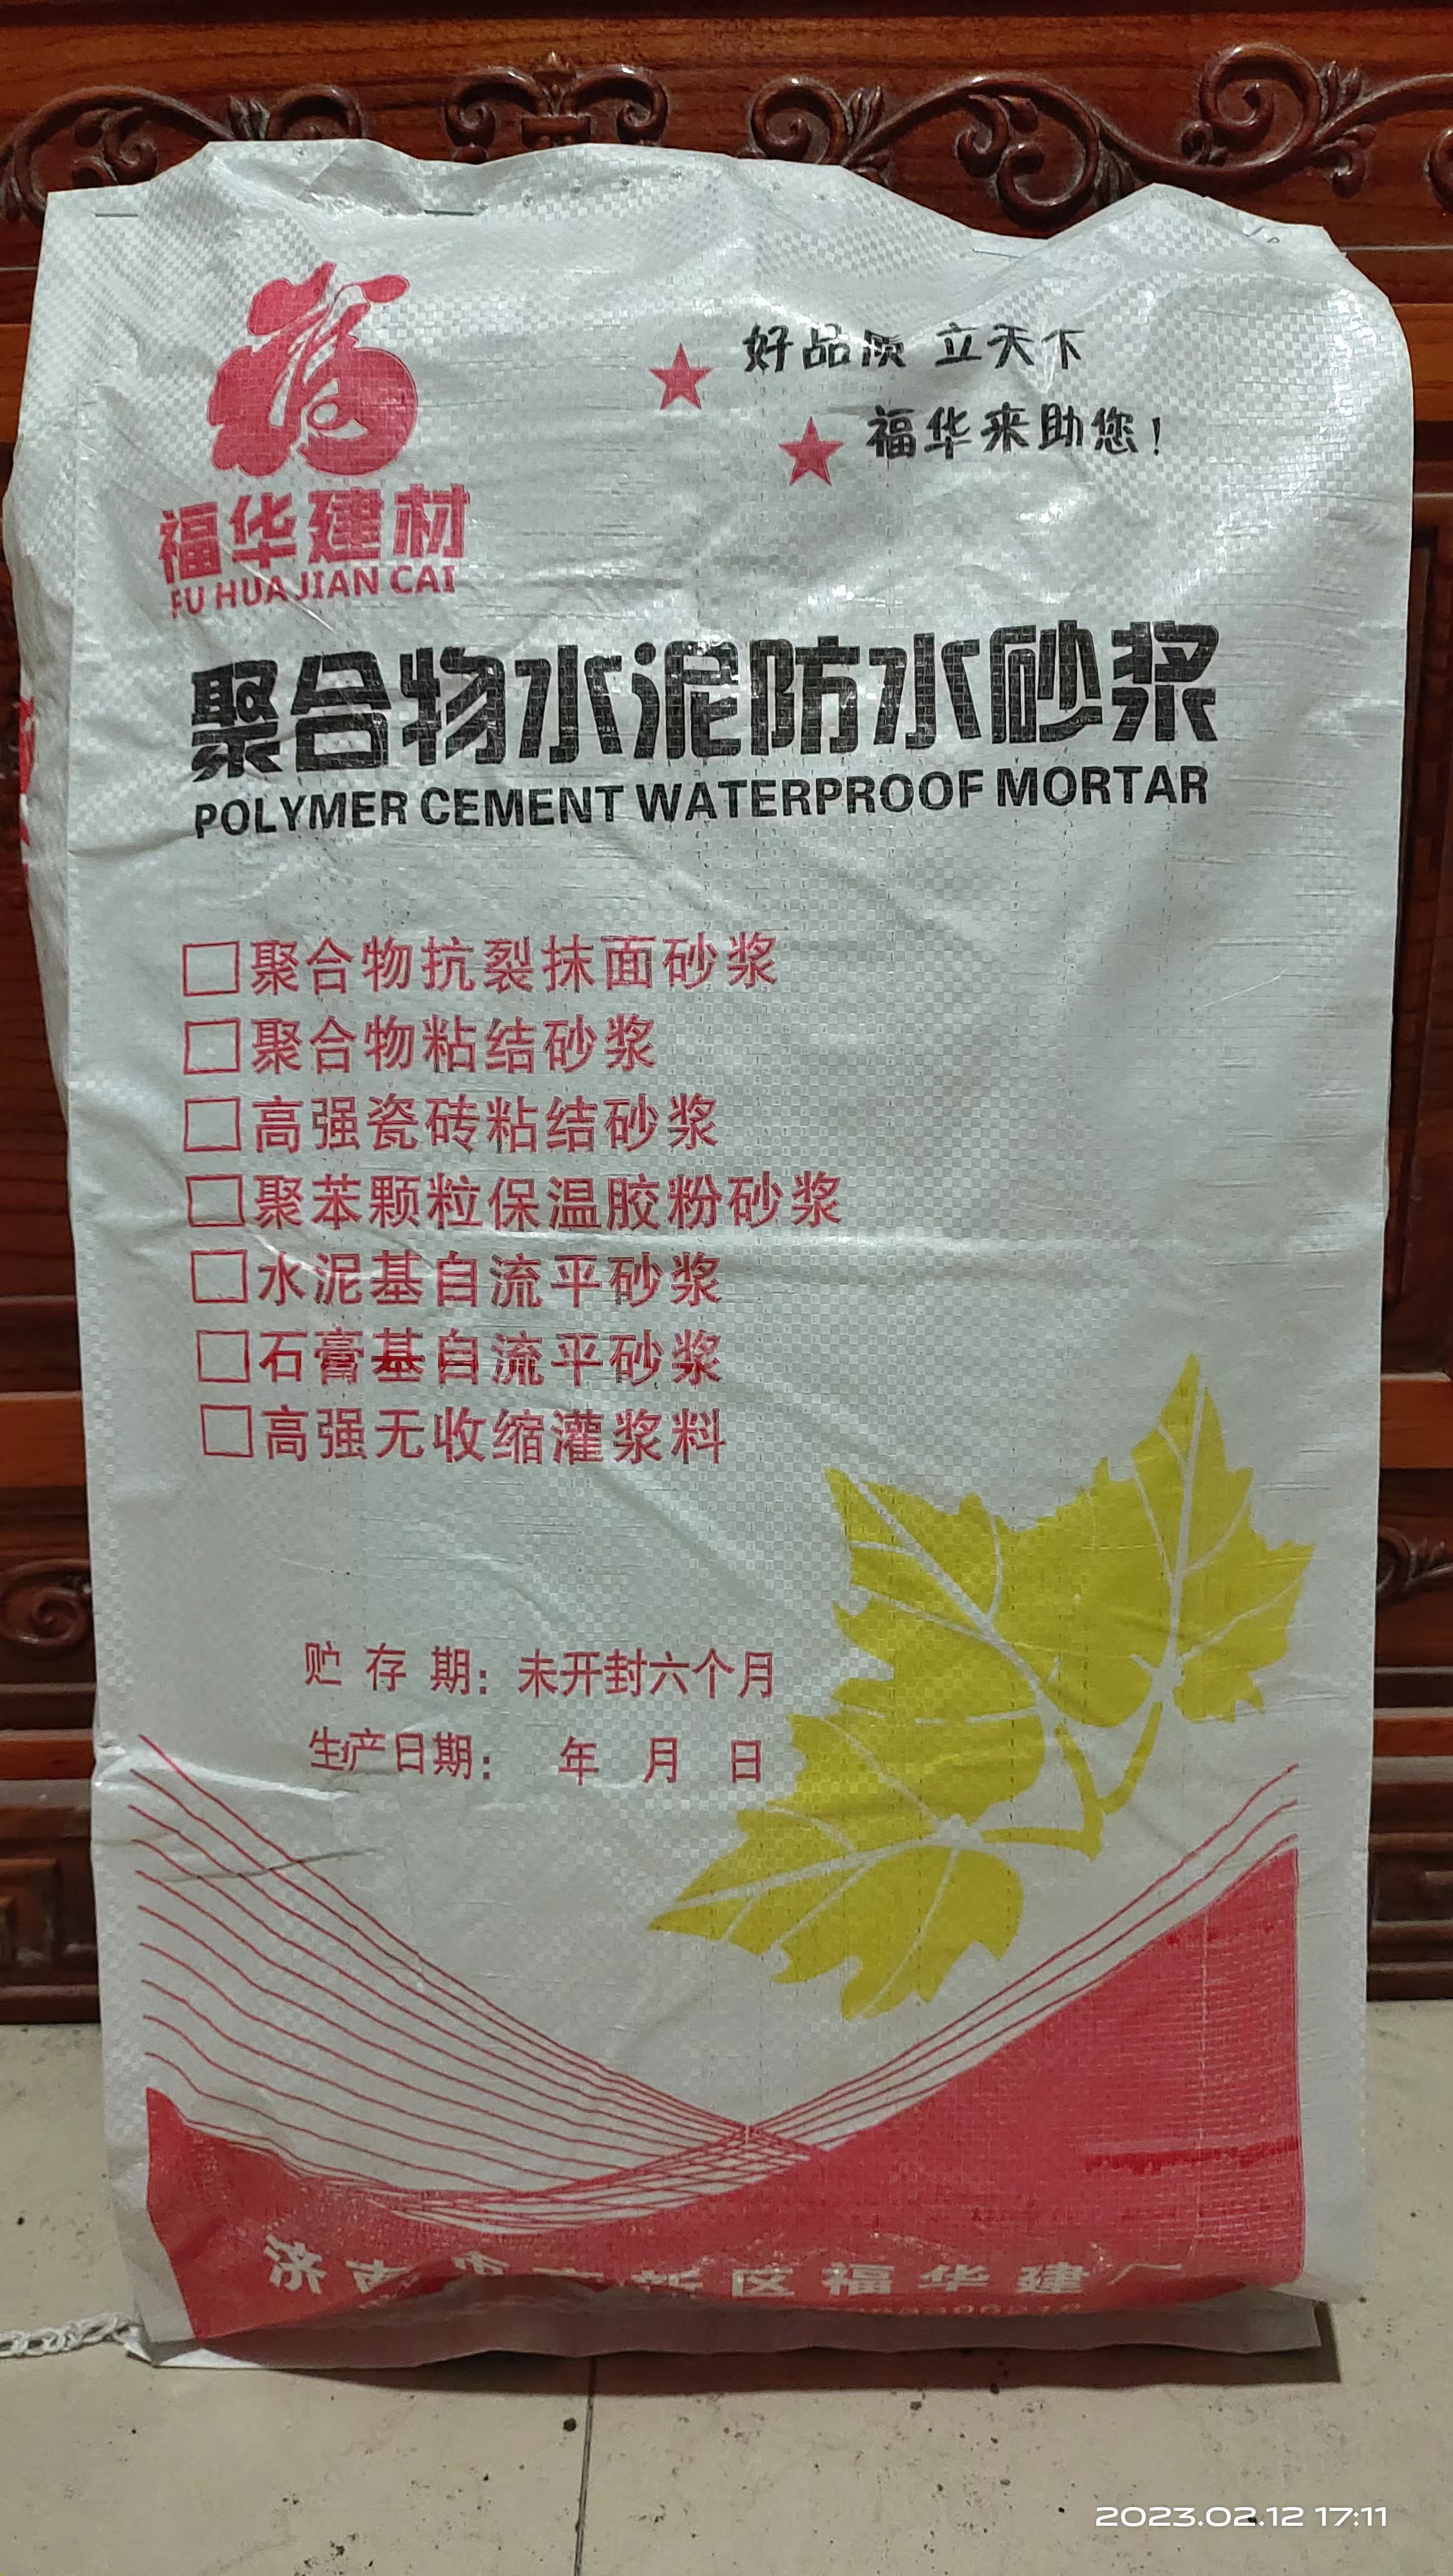 好品质 立天下
福华来助您!
福华建材
FU HUA JIAN CAI
聚合物水泥防水砂浆
POLYMER CEMENT WATERPROOF MORTAR
□聚合物抗裂抹面砂浆
□聚合物粘结砂浆
□高强瓷砖粘结砂浆
□聚苯颗粒保温胶粉砂浆
□水泥基自流平砂浆
□石膏基自流平砂浆
□高强无收缩灌浆料
贮存期:未开封六个月
生产日期: 年 月 日
济南市高新区福华建
2023.02.12 17:11